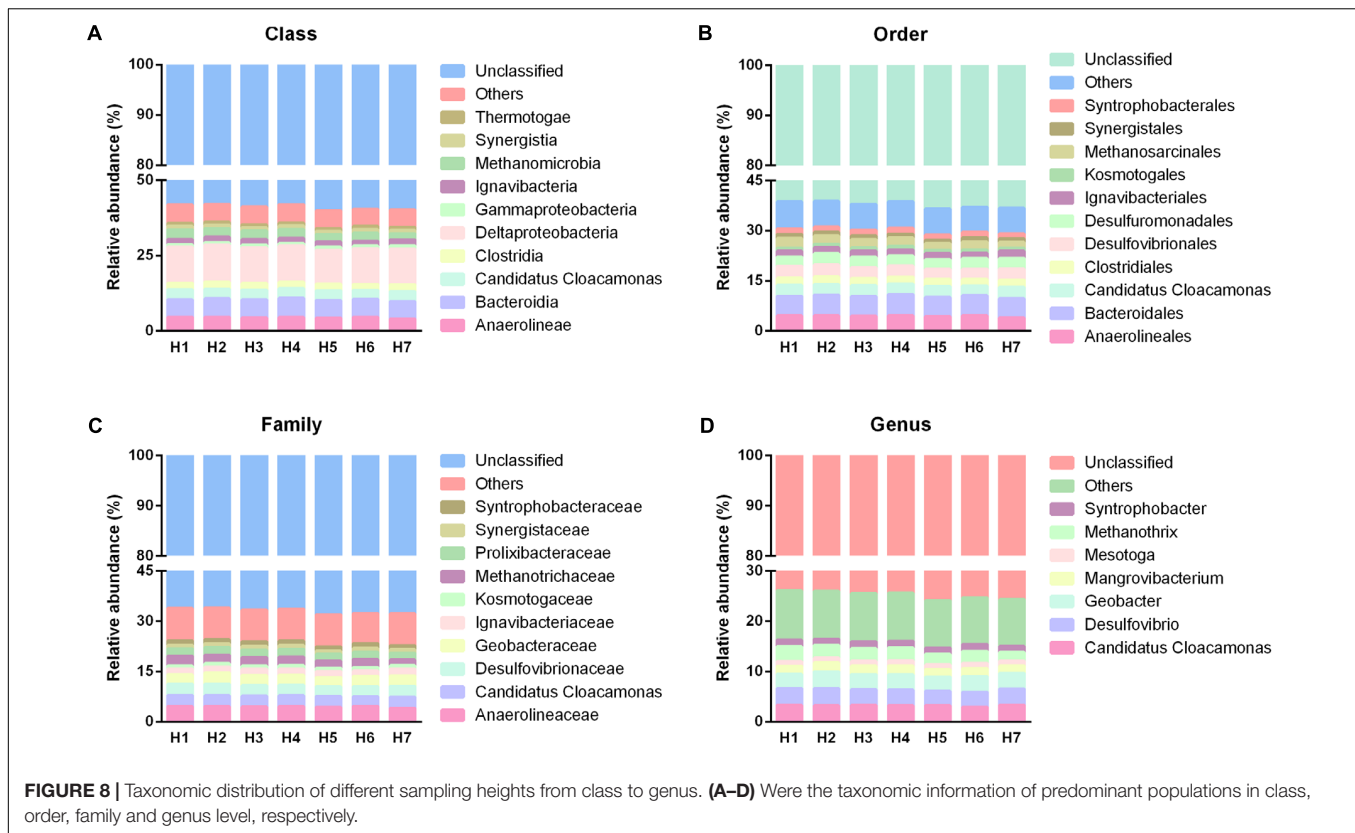 A
Class
Relative abundance (%)
100
90
80
50
25
0
H1 H2 H3 H4 H5 H6 H7
Unclassified
Others
Thermotogae
Synergistia
Methanomicrobia
Ignavibacteria
Gammaproteobacteria
Deltaproteobacteria
Clostridia
Candidatus Cloacamonas
Bacteroidia
Anaerolineae
B
Order
Relative abundance (%)
100
90
80
45
30
15
0
H1 H2 H3 H4 H5 H6 H7
Unclassified
Others
Syntrophobacterales
Synergistales
Methanosarcinales
Kosmotogales
Ignavibacteriales
Desulfuromonadales
Desulfovibrionales
Clostridiales
Candidatus Cloacamonas
Bacteroidales
Anaerolineales
C
Family
Relative abundance (%)
100
90
80
45
30
15
0
H1 H2 H3 H4 H5 H6 H7
Unclassified
Others
Syntrophobacteraceae
Synergistaceae
Prolixibacteraceae
Methanotrichaceae
Kosmotogaceae
Ignavibacteriaceae
Geobacteraceae
Desulfovibrionaceae
Candidatus Cloacamonas
Anaerolineaceae
D
Genus
Relative abundance (%)
100
90
80
30
20
10
0
H1 H2 H3 H4 H5 H6 H7
Unclassified
Others
Syntrophobacter
Methanothrix
Mesotoga
Mangrovibacterium
Geobacter
Desulfovibrio
Candidatus Cloacamonas
FIGURE 8 | Taxonomic distribution of different sampling heights from class to genus. (A–D) Were the taxonomic information of predominant populations in class,
order, family and genus level, respectively.